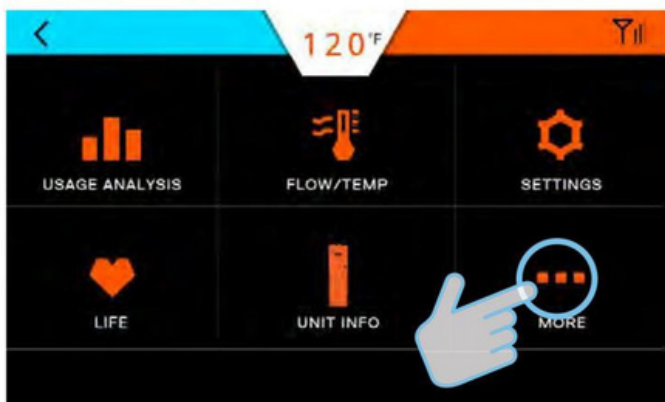 120°F
USAGE ANALYSIS
FLOW/TEMP
SETTINGS
LIFE
UNIT INFO
MORE